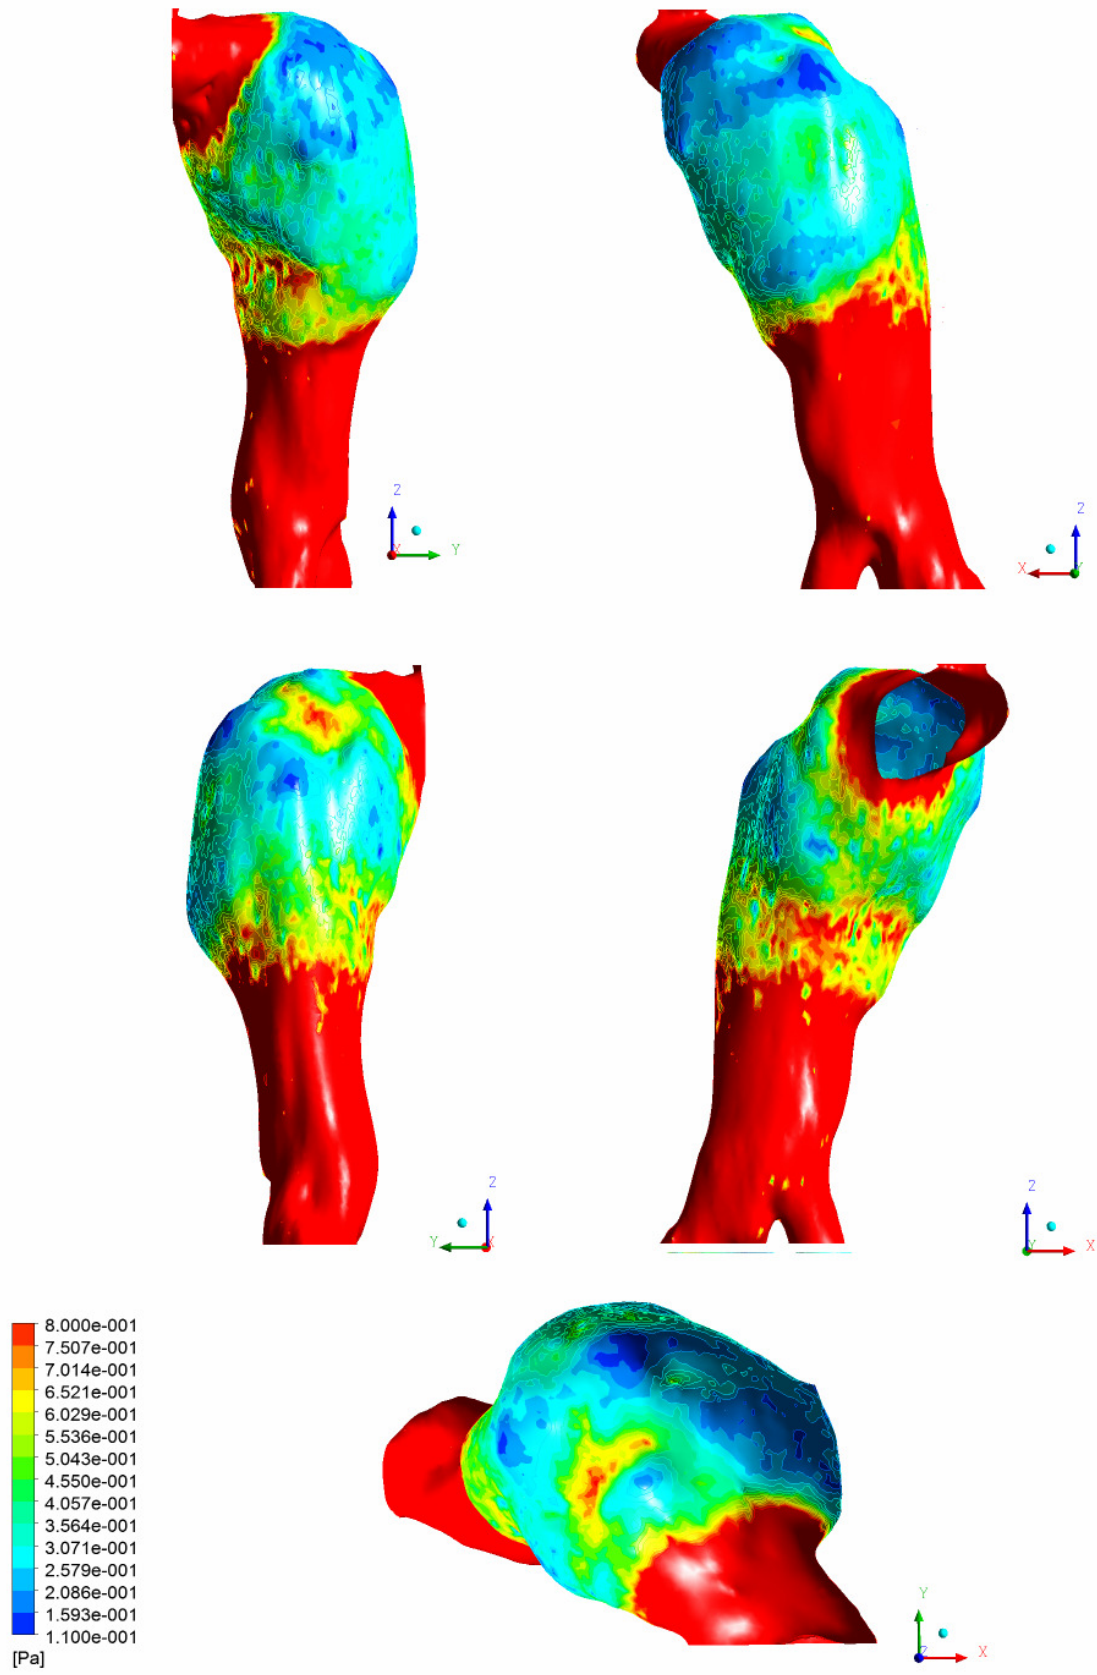 Z
X
Y
Z
X
Y
Z
Y
X
Z
Y
X
8.000e-001
7.507e-001
7.014e-001
6.521e-001
6.029e-001
5.536e-001
5.043e-001
4.550e-001
4.057e-001
3.564e-001
3.071e-001
2.579e-001
2.086e-001
1.593e-001
1.100e-001
[Pa]
Y
Z
X